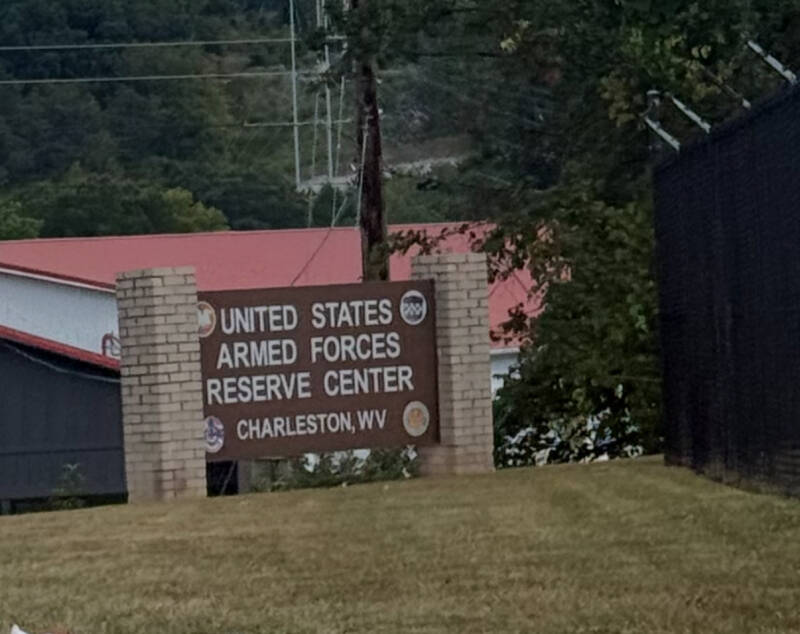 UNITED STATES
ARMED FORCES
RESERVE CENTER
CHARLESTON, WV